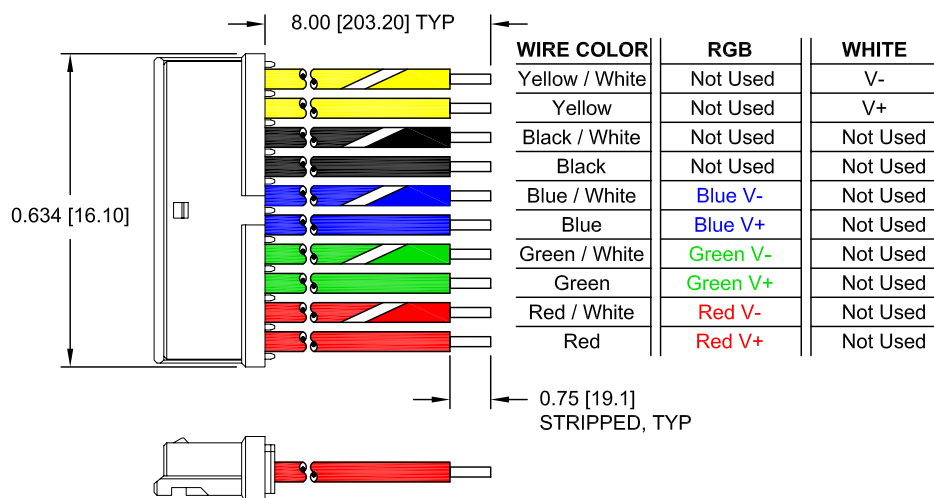 8.00 [203.20] TYP
WIRE COLOR RGB WHITE
Yellow / White Not Used V-
Yellow Not Used V+
Black / White Not Used Not Used
Black Not Used Not Used
Blue / White Blue V- Not Used
0.634 [16.10]
Blue Blue V+ Not Used
Green / White Green V- Not Used
Green Green V+ Not Used
Red / White Red V- Not Used
Red Red V+ Not Used
0.75 [19.1]
STRIPPED, TYP